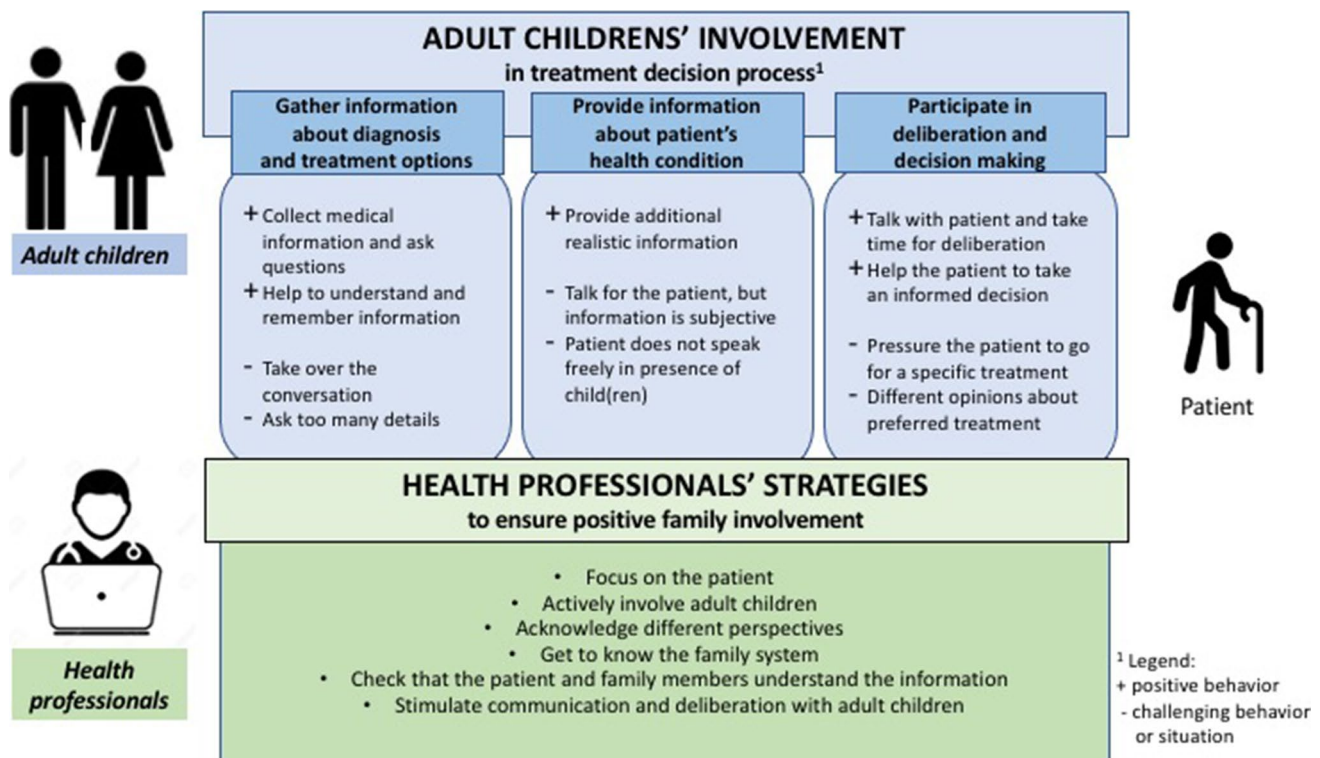 ADULT CHILDRENS’ INVOLVEMENT
in treatment decision process¹
Gather information
about diagnosis
and treatment options
+ Collect medical
information and ask
questions
+ Help to understand and
remember information
- Take over the
conversation
- Ask too many details
Provide information
about patient’s
health condition
+ Provide additional
realistic information
- Talk for the patient, but
information is subjective
- Patient does not speak
freely in presence of
child(ren)
Participate in
deliberation and
decision making
+ Talk with patient and take
time for deliberation
+ Help the patient to take
an informed decision
- Pressure the patient to go
for a specific treatment
- Different opinions about
preferred treatment
Adult children
Patient
HEALTH PROFESSIONALS’ STRATEGIES
to ensure positive family involvement
• Focus on the patient
• Actively involve adult children
• Acknowledge different perspectives
• Get to know the family system
• Check that the patient and family members understand the information
• Stimulate communication and deliberation with adult children
Health
professionals
¹ Legend:
+ positive behavior
- challenging behavior
or situation